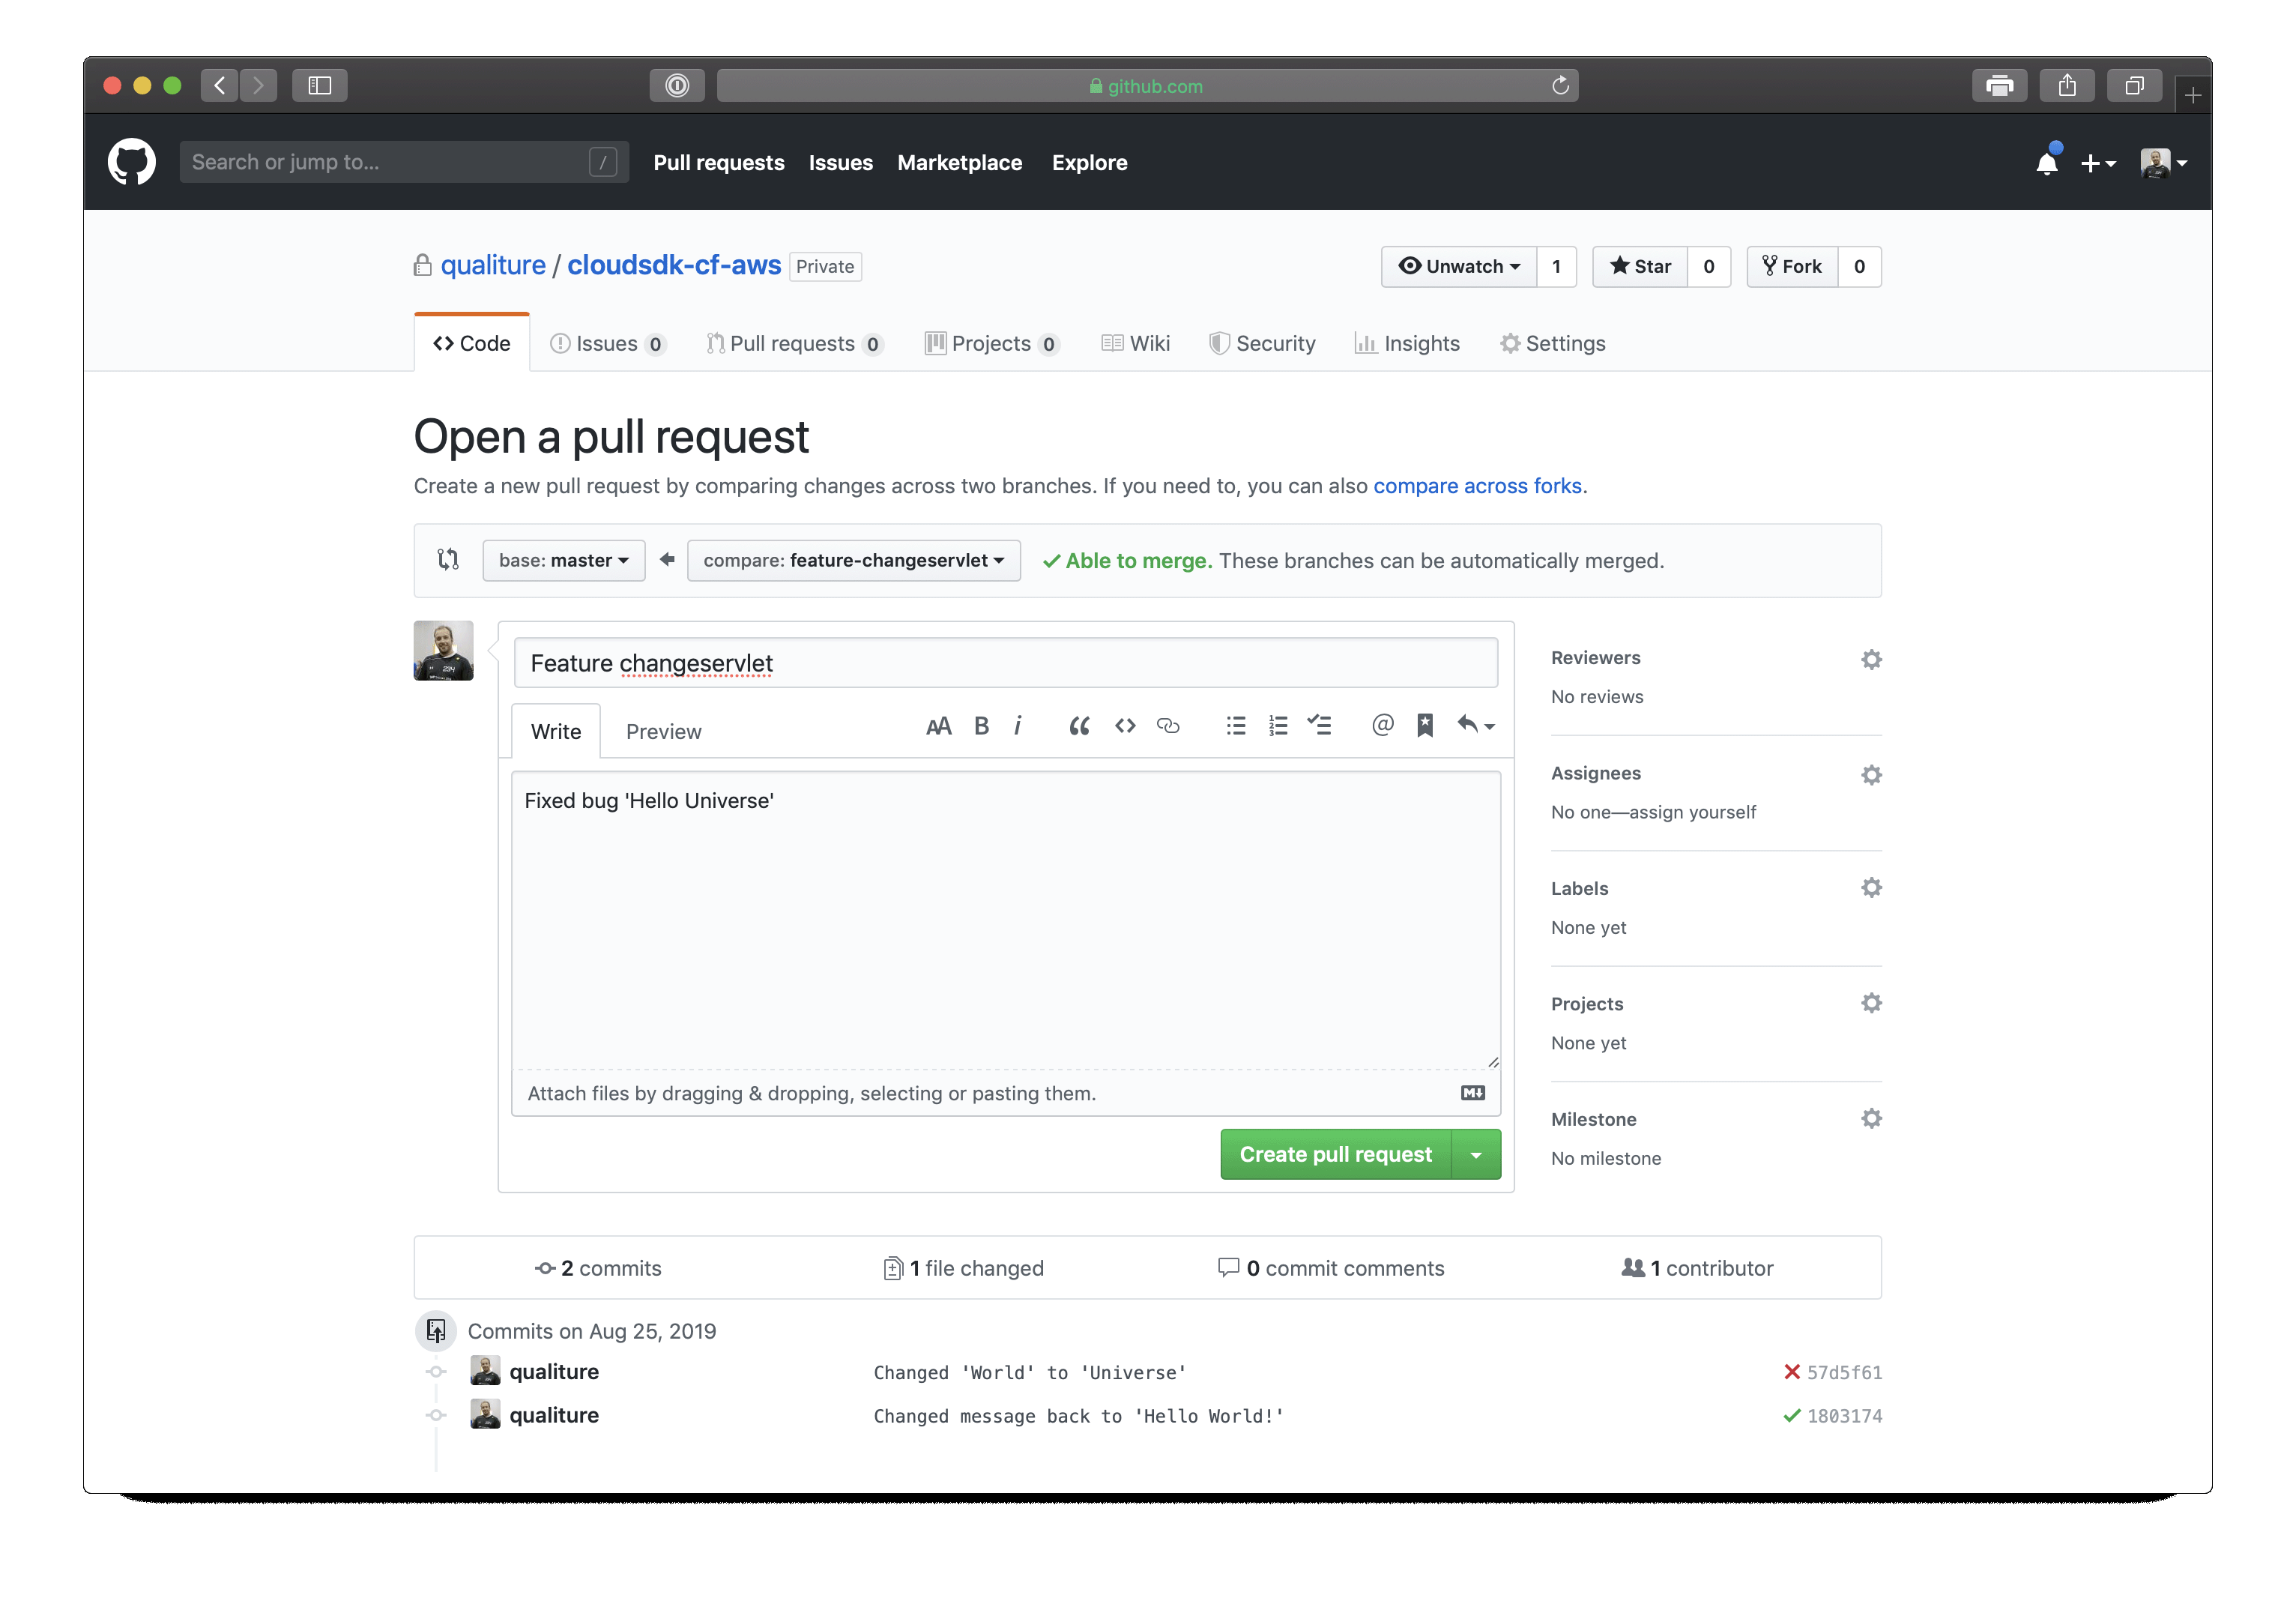 github.com
Search or jump to... /
Pull requests Issues Marketplace Explore
qualiture / cloudsdk-cf-aws Private
Unwatch 1 Star 0 Fork 0
Code Issues 0 Pull requests 0 Projects 0 Wiki Security Insights Settings
Open a pull request
Create a new pull request by comparing changes across two branches. If you need to, you can also compare across forks.
base: master compare: feature-changeservlet Able to merge. These branches can be automatically merged.
Feature changeservlet
Write Preview
Fixed bug 'Hello Universe'
Attach files by dragging & dropping, selecting or pasting them.
Create pull request
Reviewers
No reviews
Assignees
No one—assign yourself
Labels
None yet
Projects
None yet
Milestone
No milestone
2 commits 1 file changed 0 commit comments 1 contributor
Commits on Aug 25, 2019
qualiture Changed 'World' to 'Universe' 57d5f61
qualiture Changed message back to 'Hello World!' 1803174